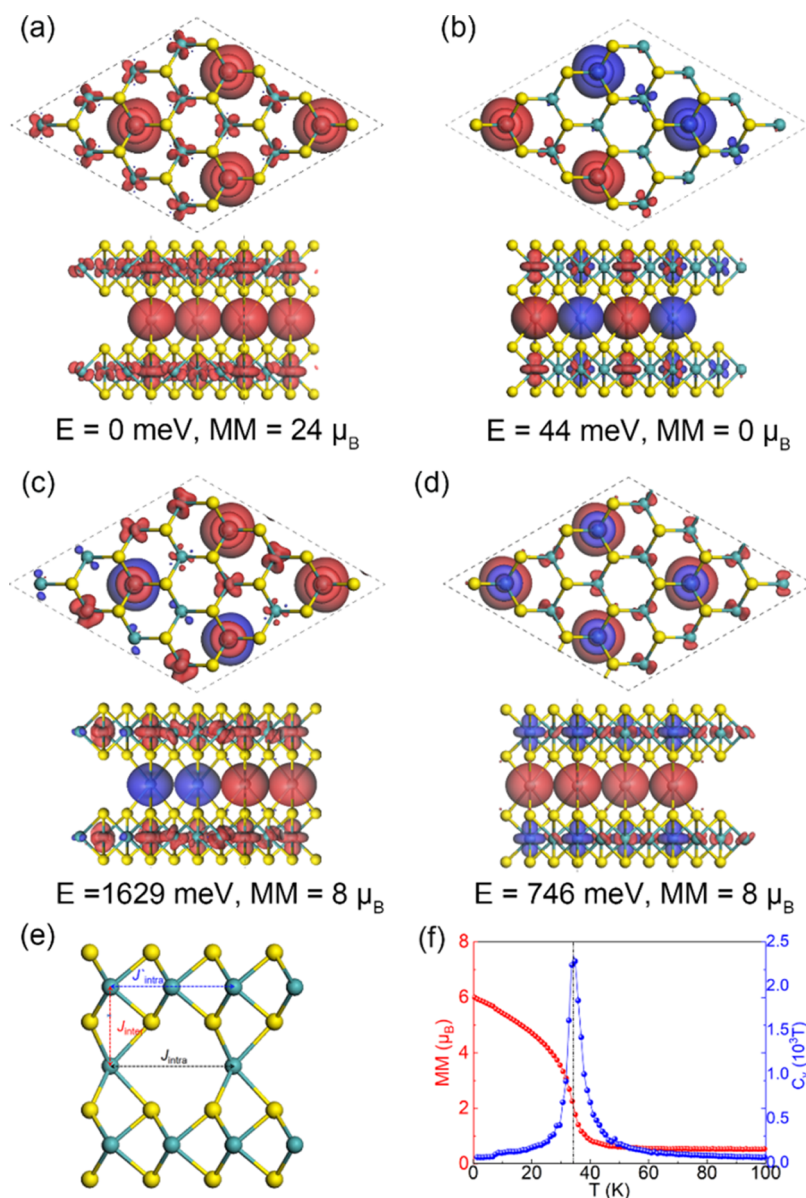 (a)
(b)
E = 0 meV, MM = 24 μB
E = 44 meV, MM = 0 μB
(c)
(d)
E =1629 meV, MM = 8 μB
E = 746 meV, MM = 8 μB
(e)
J`intra
Jinter
Jintra
(f)
8
6
4
2
0
MM (μB)
2.5
2.0
1.5
1.0
0.5
0.0
Cv (10³T)
0 20 40 60 80 100
T (K)